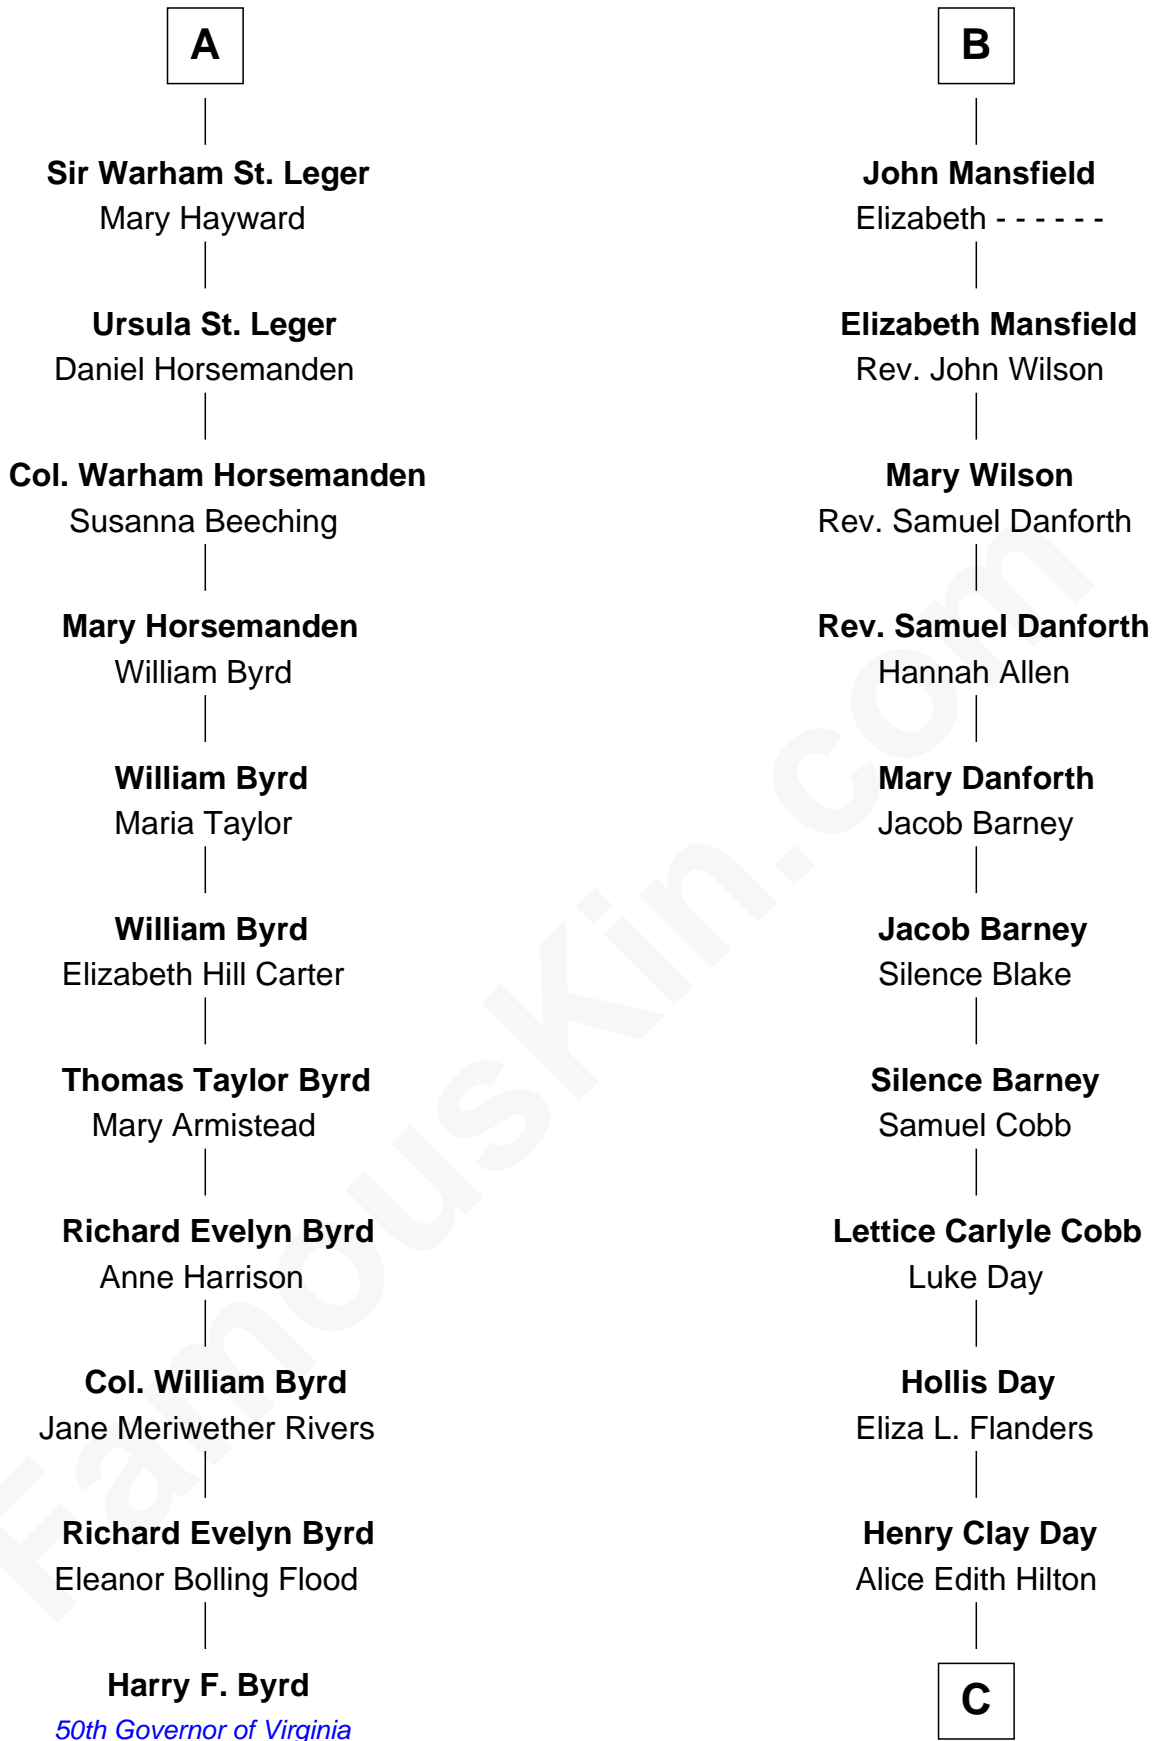 A
Sir Warham St. Leger
Mary Hayward
Ursula St. Leger
Daniel Horsemanden
Col. Warham Horsemanden
Susanna Beeching
Mary Horsemanden
William Byrd
William Byrd
Maria Taylor
William Byrd
Elizabeth Hill Carter
Thomas Taylor Byrd
Mary Armistead
Richard Evelyn Byrd
Anne Harrison
Col. William Byrd
Jane Meriwether Rivers
Richard Evelyn Byrd
Eleanor Bolling Flood
Harry F. Byrd
50th Governor of Virginia
B
John Mansfield
Elizabeth - - - - - -
Elizabeth Mansfield
Rev. John Wilson
Mary Wilson
Rev. Samuel Danforth
Rev. Samuel Danforth
Hannah Allen
Mary Danforth
Jacob Barney
Jacob Barney
Silence Blake
Silence Barney
Samuel Cobb
Lettice Carlyle Cobb
Luke Day
Hollis Day
Eliza L. Flanders
Henry Clay Day
Alice Edith Hilton
C
FamousKin.com